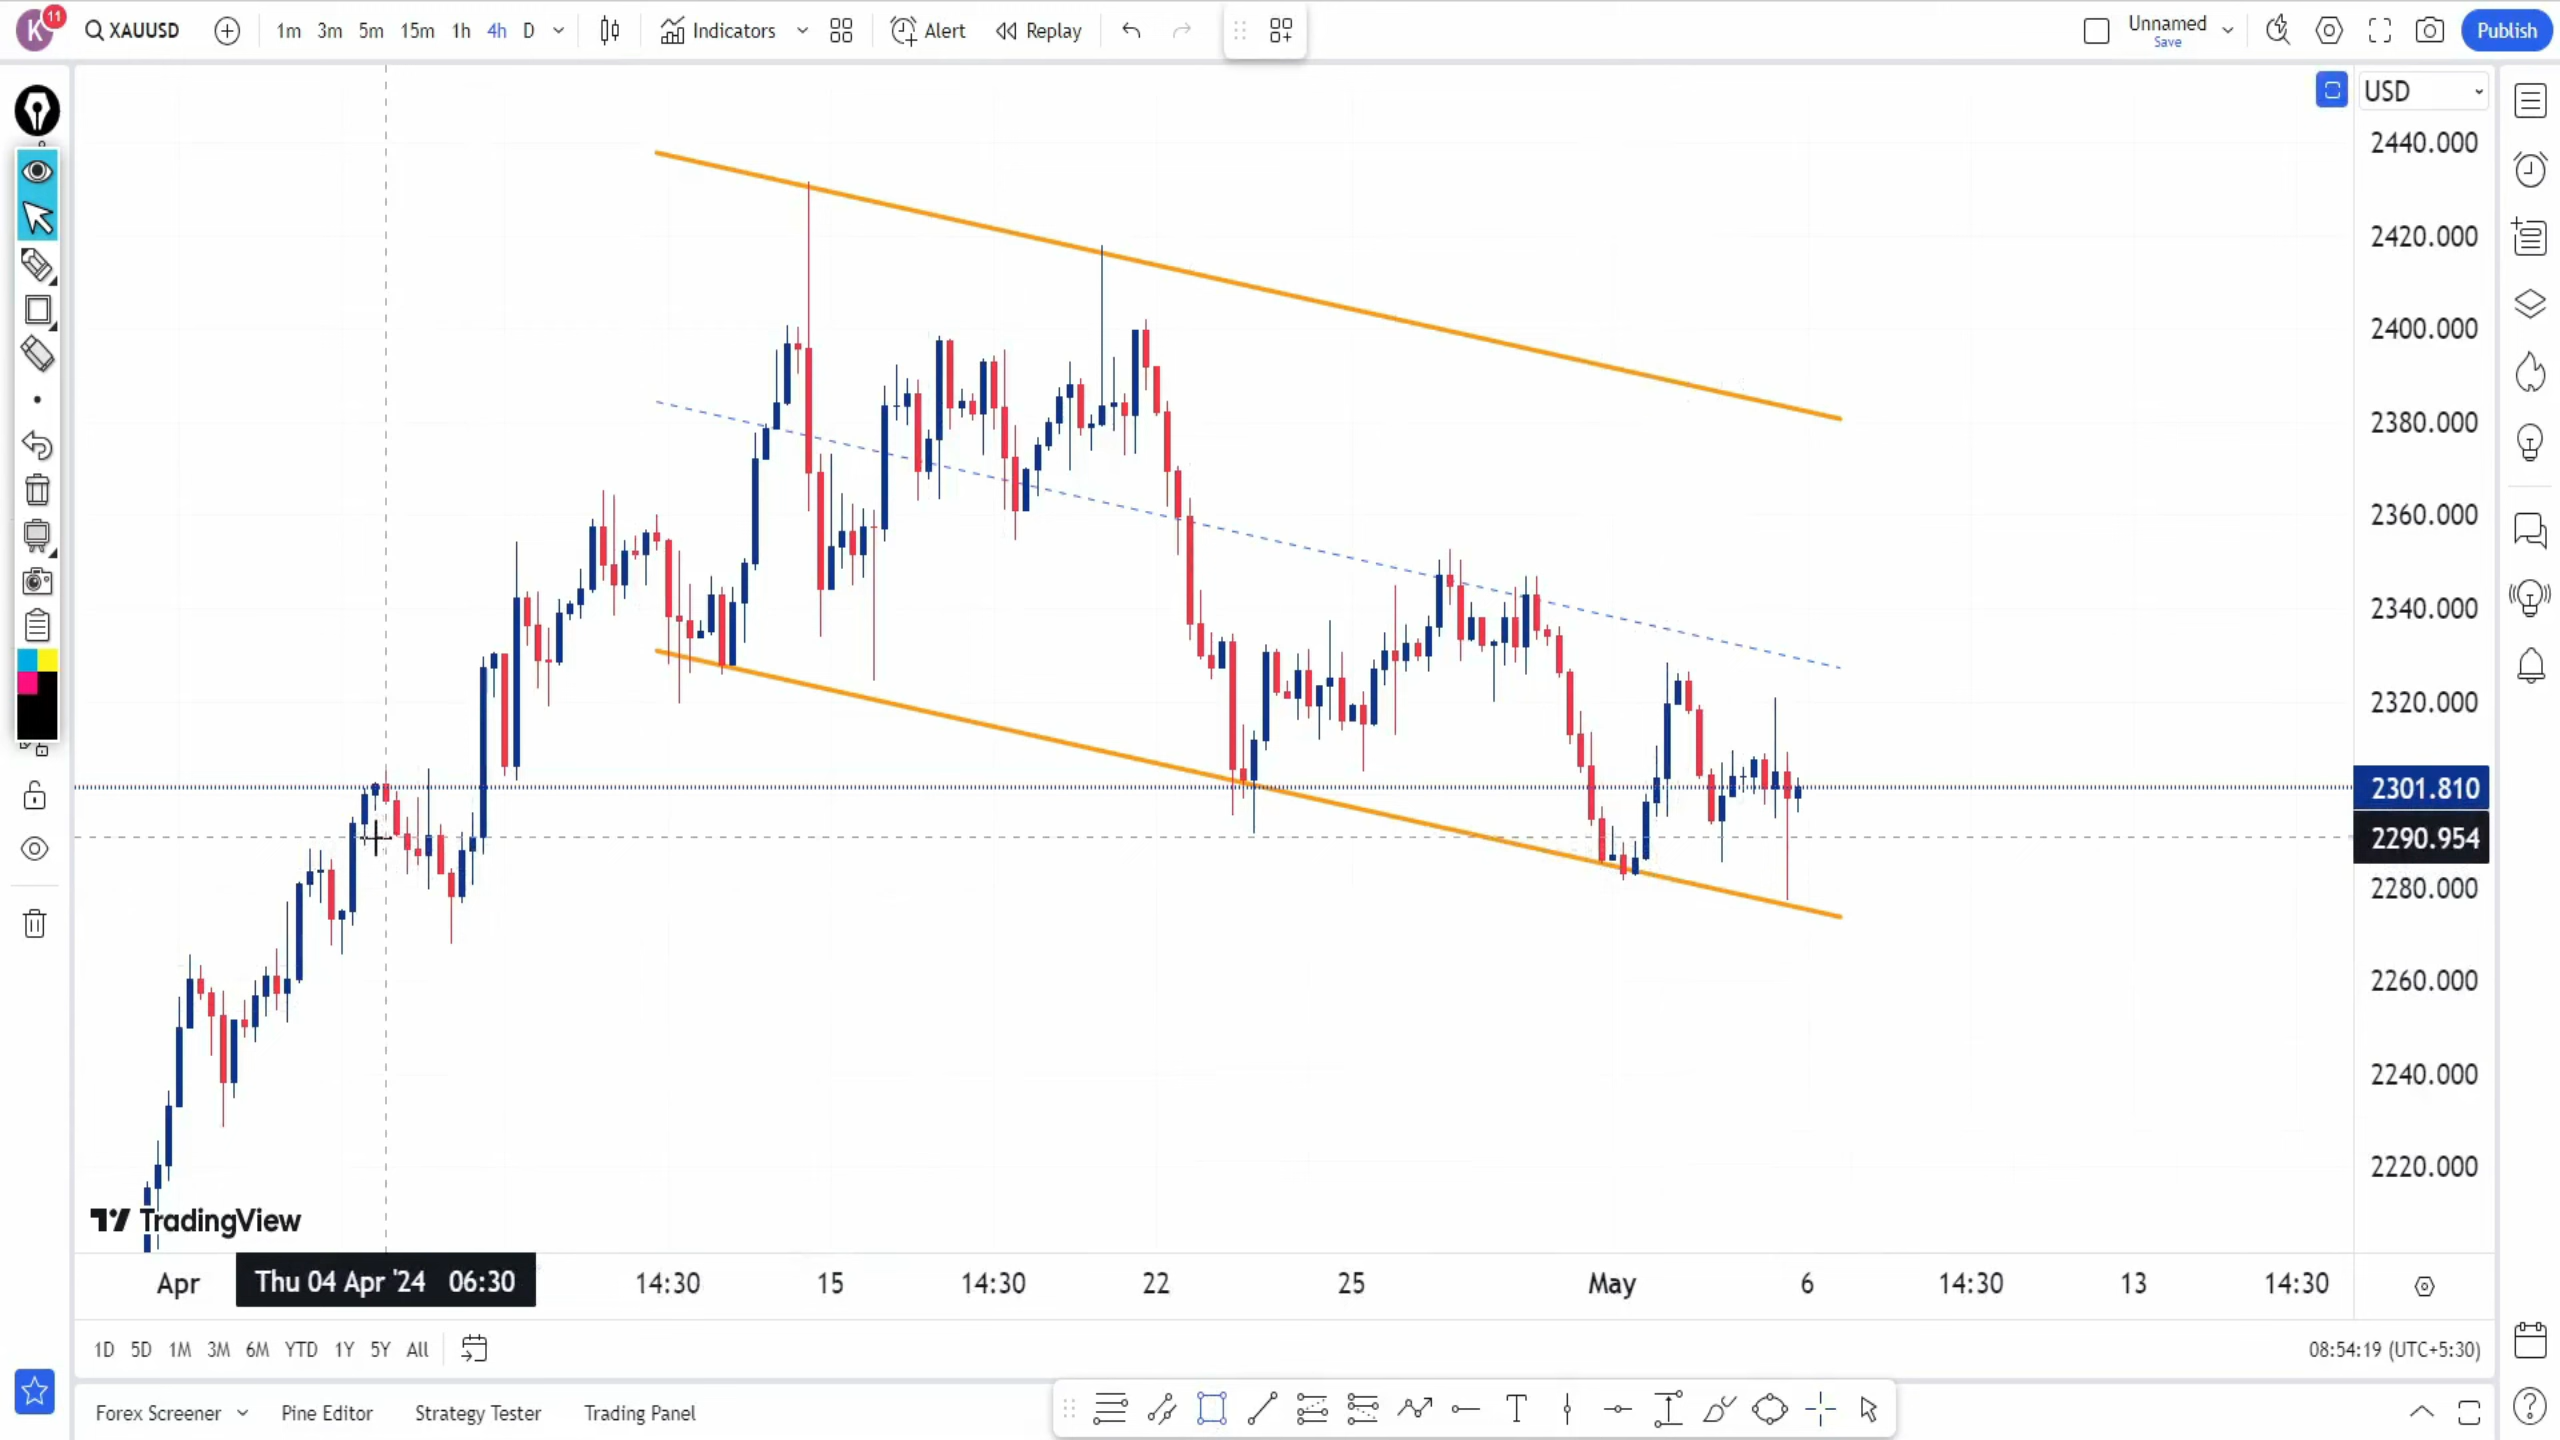 K 11 XAUUSD 1m 3m 5m 15m 1h 4h D Indicators Alert Replay Unnamed Save Publish
USD
2440.000
2420.000
2400.000
2380.000
2360.000
2340.000
2320.000
2301.810
2290.954
2280.000
2260.000
2240.000
2220.000
TradingView
Apr Thu 04 Apr '24 06:30 14:30 15 14:30 22 25 May 6 14:30 13 14:30
1D 5D 1M 3M 6M YTD 1Y 5Y All 08:54:19 (UTC+5:30)
Forex Screener Pine Editor Strategy Tester Trading Panel